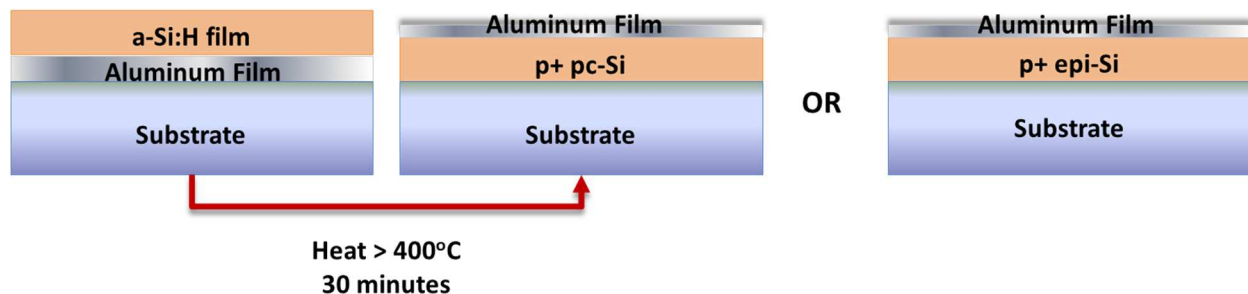 a-Si:H film
Aluminum Film
Substrate
Aluminum Film
p+ pc-Si
Substrate
OR
Aluminum Film
p+ epi-Si
Substrate
Heat > 400°C
30 minutes